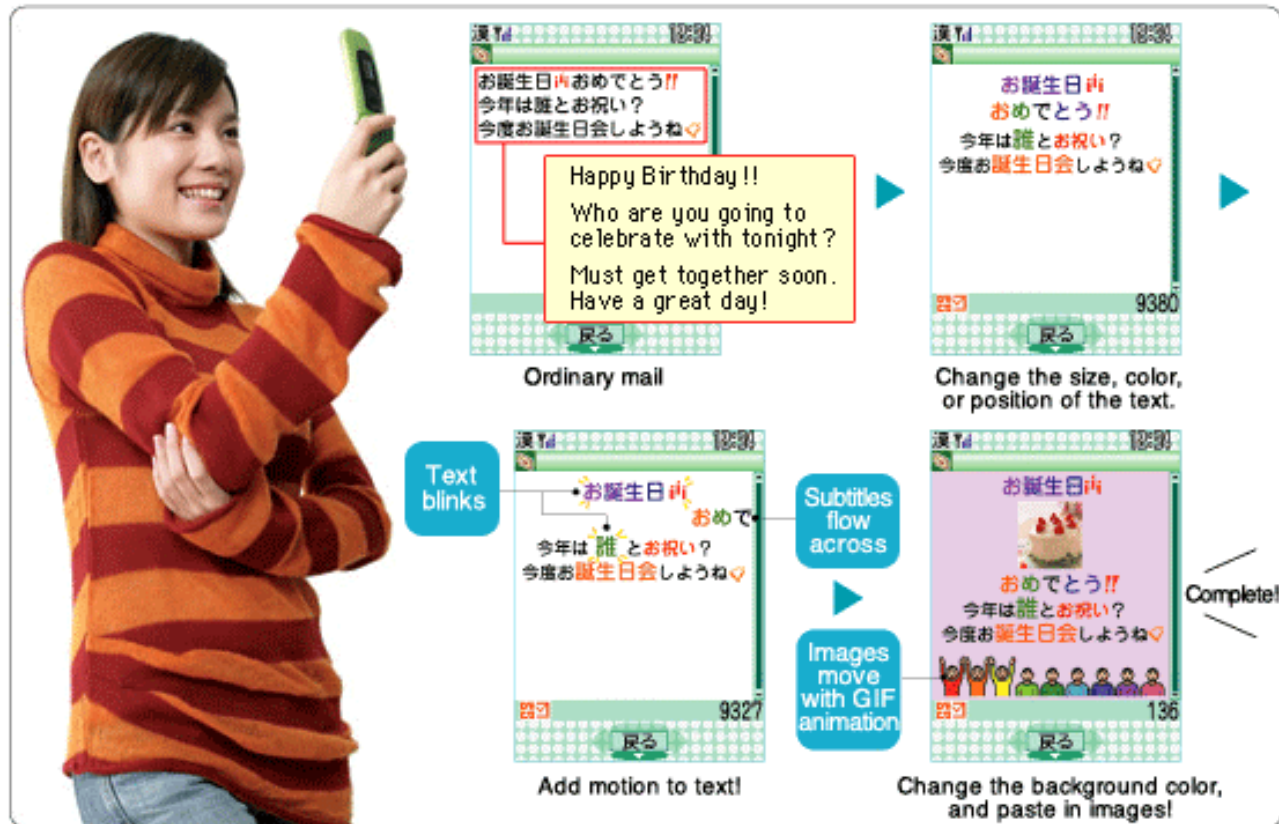 漢
12:34
お誕生日おめでとう!!
今年は誰とお祝い？
今度お誕生日会しようね
Happy Birthday!!
Who are you going to
celebrate with tonight?
Must get together soon.
Have a great day!
戻る
Ordinary mail
漢
12:34
お誕生日
おめでとう!!
今年は誰とお祝い？
今度お誕生日会しようね
9380
戻る
Change the size, color,
or position of the text.
Text
blinks
漢
12:34
お誕生日
おめで
今年は誰とお祝い？
今度お誕生日会しようね
9327
戻る
Add motion to text!
Subtitles
flow
across
Images
move
with GIF
animation
漢
12:34
お誕生日
おめでとう!!
今年は誰とお祝い？
今度お誕生日会しようね
136
戻る
Change the background color,
and paste in images!
Complete!